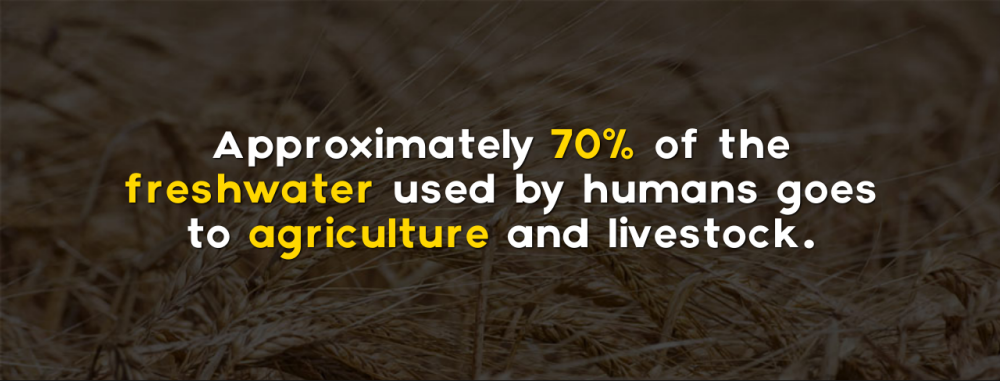 Approximately 70% of the
freshwater used by humans goes
to agriculture and livestock.